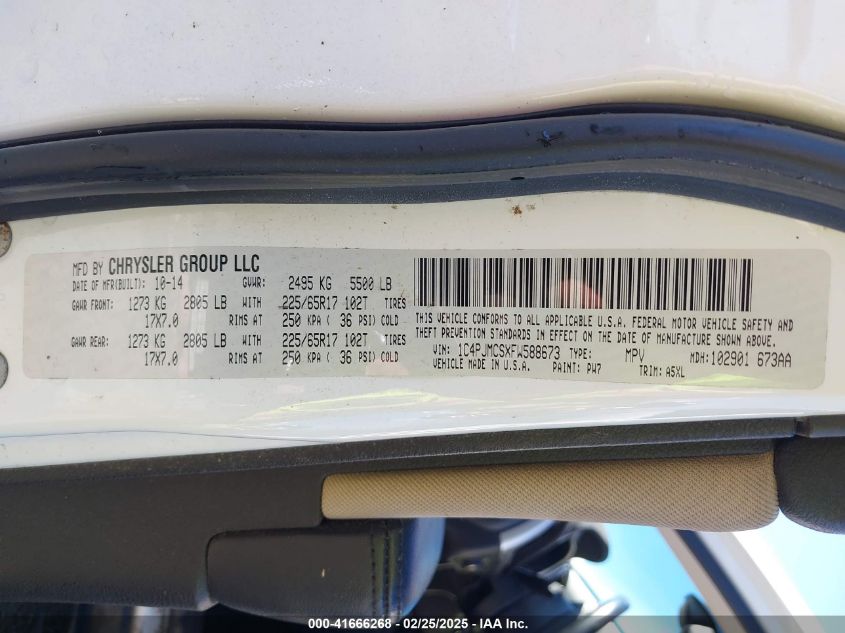 MFD BY CHRYSLER GROUP LLC
DATE OF MFR(BUILT): 10-14 GVWR: 2495 KG 5500 LB
GAWR FRONT: 1273 KG 2805 LB WITH 225/65R17 102T TIRES
17X7.0 RIMS AT 250 KPA ( 36 PSI) COLD
GAWR REAR: 1273 KG 2805 LB WITH 225/65R17 102T TIRES
17X7.0 RIMS AT 250 KPA ( 36 PSI) COLD
THIS VEHICLE CONFORMS TO ALL APPLICABLE U.S.A. FEDERAL MOTOR VEHICLE SAFETY AND
THEFT PREVENTION STANDARDS IN EFFECT ON THE DATE OF MANUFACTURE SHOWN ABOVE.
VIN: 1C4PJMCSXFW588673 TYPE: MPV MDH: 102901 673AA
VEHICLE MADE IN U.S.A. PAINT: PW7 TRIM: A5XL
000-41666268 - 02/25/2025 - IAA Inc.